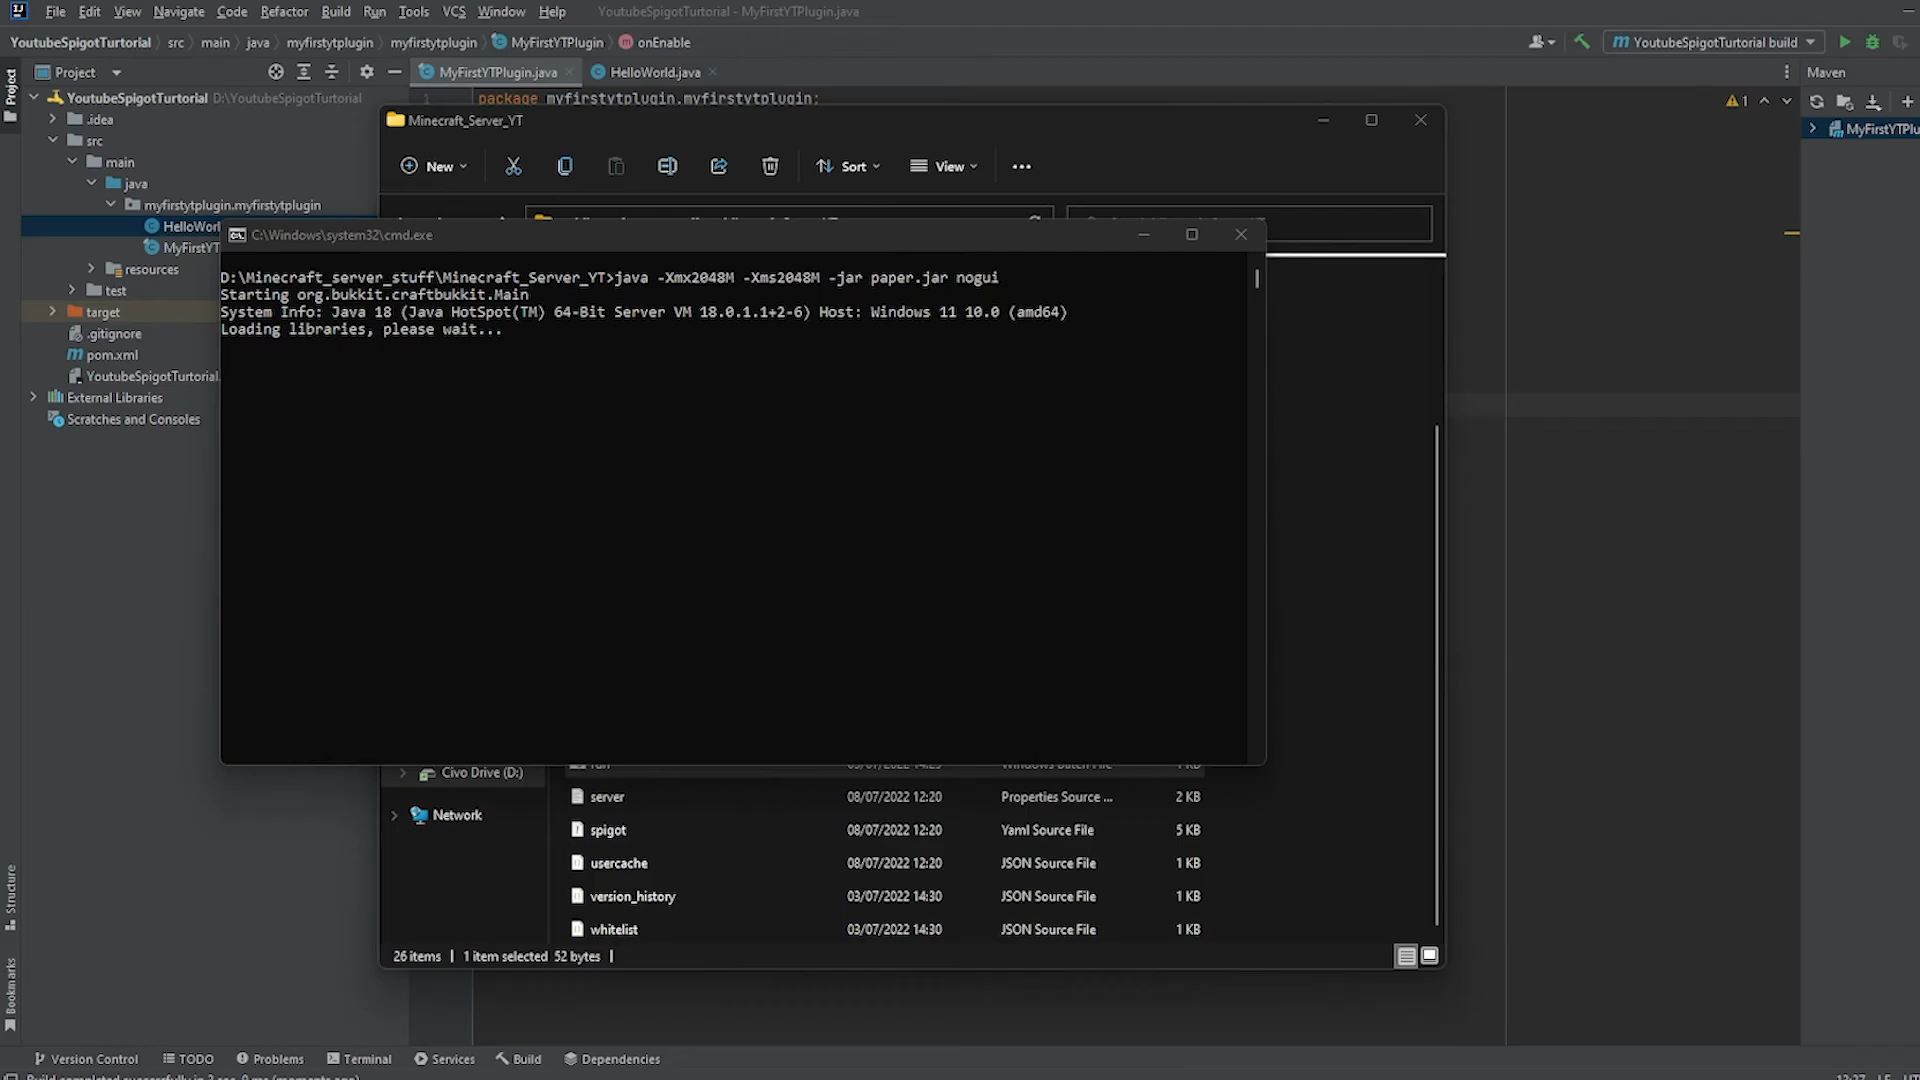 File Edit View Navigate Code Refactor Build Run Tools VCS Window Help YoutubeSpigotTurtorial - MyFirstYTPlugin.java
YoutubeSpigotTurtorial src main java myfirstytplugin myfirstytplugin MyFirstYTPlugin onEnable YoutubeSpigotTurtorial build
Project Project MyFirstYTPlugin.java HelloWorld.java Maven
YoutubeSpigotTurtorial D:\YoutubeSpigotTurtorial 1 package myfirstytplugin.myfirstytplugin; 1
.idea
Minecraft_Server_YT
MyFirstYTPlu
src
main
New Sort View
java
myfirstytplugin.myfirstytplugin
HelloWorl
C:\Windows\system32\cmd.exe
MyFirstYT
resources
D:\Minecraft_server_stuff\Minecraft_Server_YT>java -Xmx2048M -Xms2048M -jar paper.jar nogui
test
Starting org.bukkit.craftbukkit.Main
target
System Info: Java 18 (Java HotSpot(TM) 64-Bit Server VM 18.0.1.1+2-6) Host: Windows 11 10.0 (amd64)
.gitignore
Loading libraries, please wait...
pom.xml
YoutubeSpigotTurtorial.
External Libraries
Scratches and Consoles
Civo Drive (D:)
server 08/07/2022 12:20 Properties Source ... 2 KB
Network
spigot 08/07/2022 12:20 Yaml Source File 5 KB
usercache 08/07/2022 12:20 JSON Source File 1 KB
version_history 03/07/2022 14:30 JSON Source File 1 KB
whitelist 03/07/2022 14:30 JSON Source File 1 KB
26 items 1 item selected 52 bytes
Structure
Bookmarks
Version Control TODO Problems Terminal Services Build Dependencies